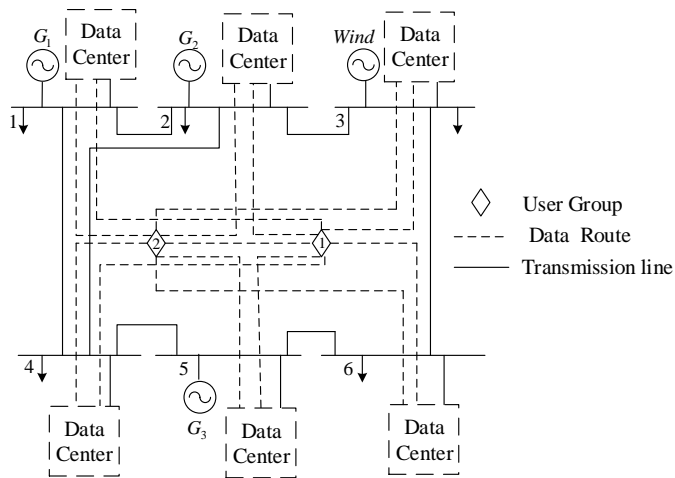 G1
Data
Center
G2
Data
Center
Wind
Data
Center
1
2
3
User Group
Data Route
Transmission line
2
1
4
5
6
G3
Data
Center
Data
Center
Data
Center